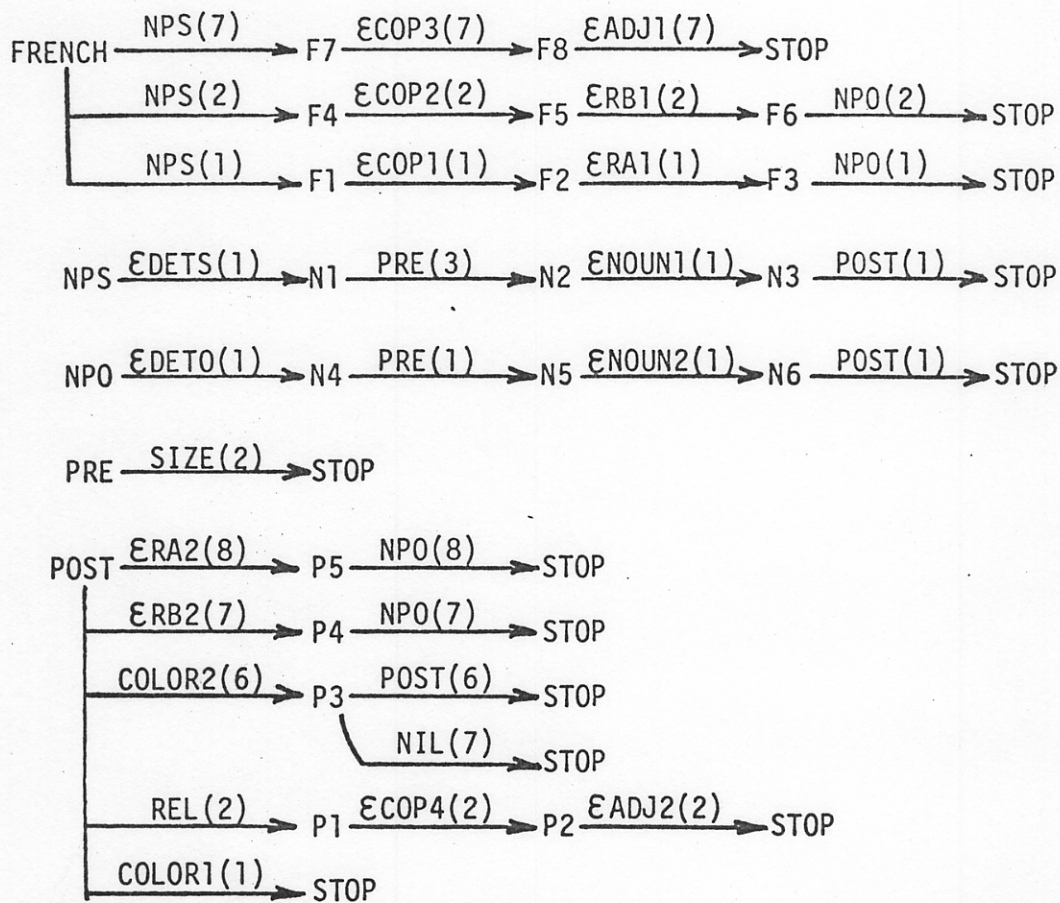 FRENCH NPS(7) F7 ƐCOP3(7) F8 ƐADJ1(7) STOP
NPS(2) F4 ƐCOP2(2) F5 ƐRB1(2) F6 NPO(2) STOP
NPS(1) F1 ƐCOP1(1) F2 ƐRA1(1) F3 NPO(1) STOP
NPS ƐDETS(1) N1 PRE(3) N2 ƐNOUN1(1) N3 POST(1) STOP
NPO ƐDETO(1) N4 PRE(1) N5 ƐNOUN2(1) N6 POST(1) STOP
PRE SIZE(2) STOP
POST ƐRA2(8) P5 NPO(8) STOP
ƐRB2(7) P4 NPO(7) STOP
COLOR2(6) P3 POST(6) STOP
NIL(7) STOP
REL(2) P1 ƐCOP4(2) P2 ƐADJ2(2) STOP
COLOR1(1) STOP